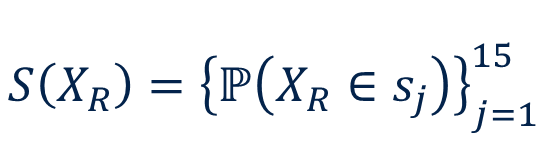 S(X_R) = {ℙ(X_R ∈ s_j)}_{j=1}^{15}